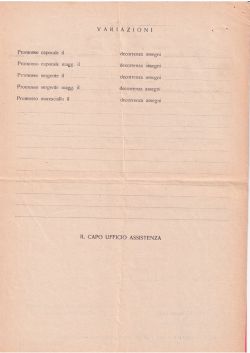 VARIAZIONI
Promosso caporale il decorrenza assegni
Promosso caporale magg. il decorrenza assegni
Promosso sergente il decorrenza assegni
Promosso sergente magg. il decorrenza assegni
Promosso maresciallo il decorrenza assegni
IL CAPO UFFICIO ASSISTENZA